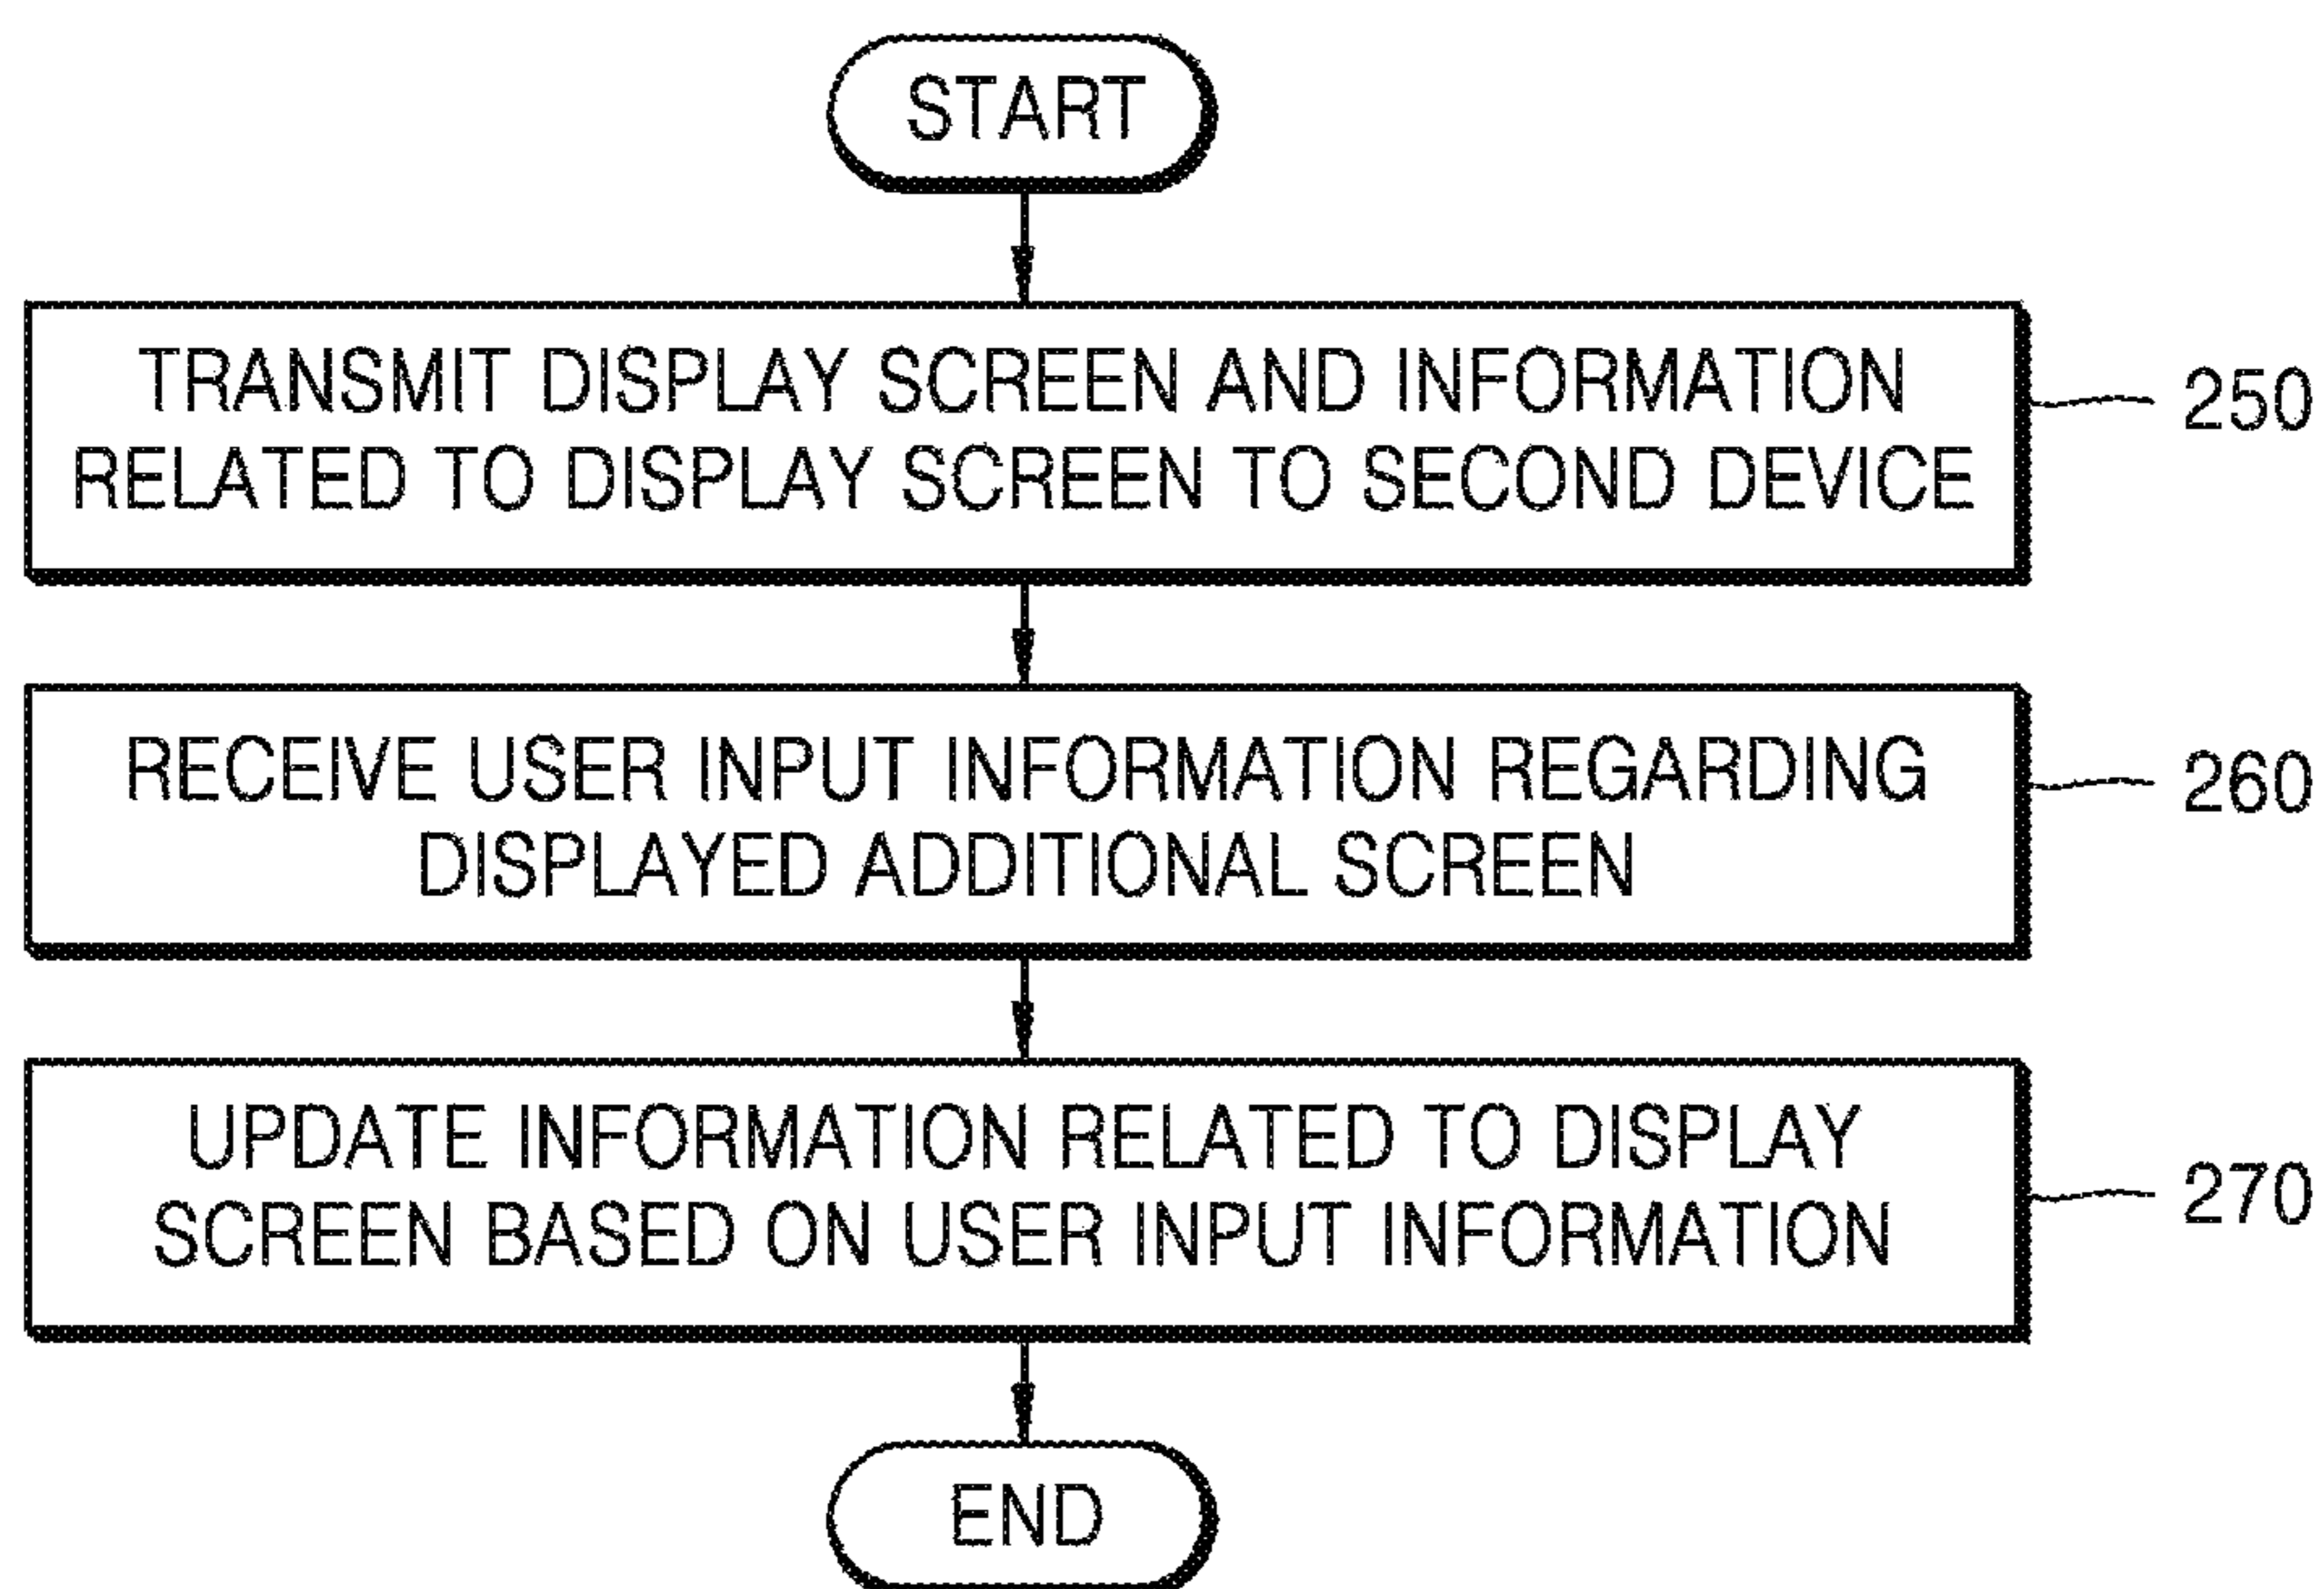 START
TRANSMIT DISPLAY SCREEN AND INFORMATION
RELATED TO DISPLAY SCREEN TO SECOND DEVICE
250
RECEIVE USER INPUT INFORMATION REGARDING
DISPLAYED ADDITIONAL SCREEN
260
UPDATE INFORMATION RELATED TO DISPLAY
SCREEN BASED ON USER INPUT INFORMATION
270
END